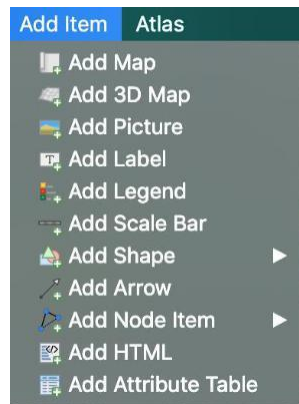 Add Item Atlas
Add Map
Add 3D Map
Add Picture
Add Label
Add Legend
Add Scale Bar
Add Shape
Add Arrow
Add Node Item
Add HTML
Add Attribute Table